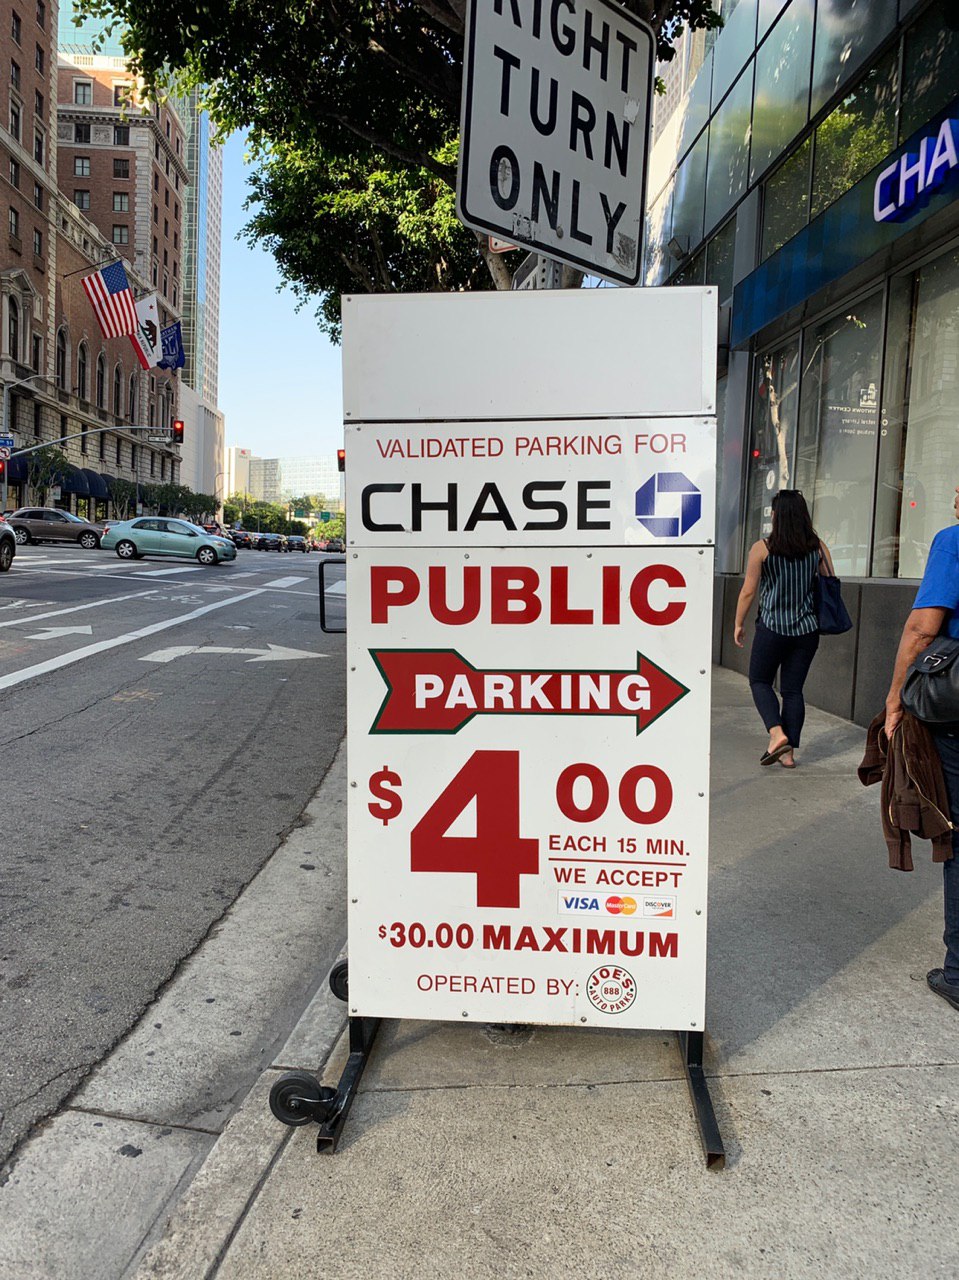 RIGHT
TURN
ONLY
CHA
VALIDATED PARKING FOR
CHASE
PUBLIC
PARKING
$4.00
EACH 15 MIN.
WE ACCEPT
VISA MasterCard DISCOVER
$30.00 MAXIMUM
OPERATED BY: JOE'S 888 AUTO PARKS